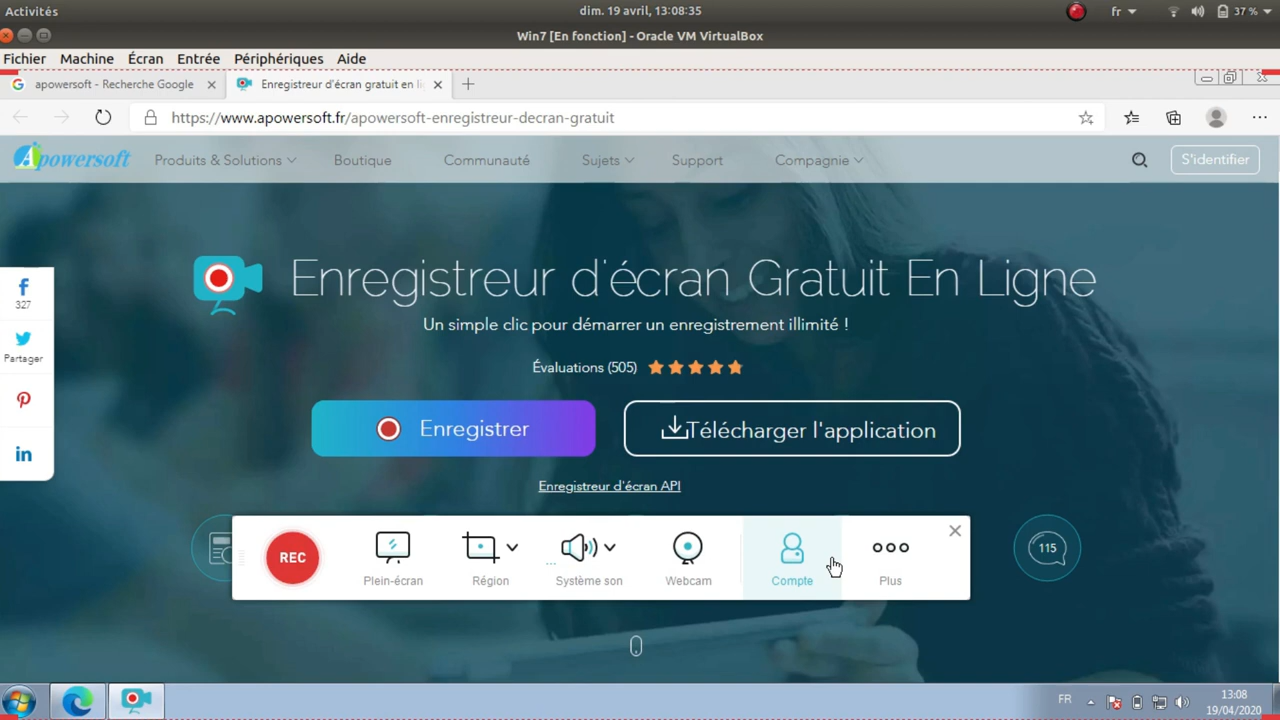 Activités
dim. 19 avril, 13:08:35
fr
37 %
Win7 [En fonction] - Oracle VM VirtualBox
Fichier Machine Écran Entrée Périphériques Aide
apowersoft - Recherche Google
Enregistreur d'écran gratuit en li
https://www.apowersoft.fr/apowersoft-enregistreur-decran-gratuit
Apowersoft
Produits & Solutions Boutique Communauté Sujets Support Compagnie
S'identifier
Enregistreur d'écran Gratuit En Ligne
Un simple clic pour démarrer un enregistrement illimité !
Évaluations (505)
f
327
Partager
in
Enregistrer
Télécharger l'application
Enregistreur d'écran API
REC
Plein-écran
Région
Système son
Webcam
Compte
Plus
115
FR
13:08
19/04/2020